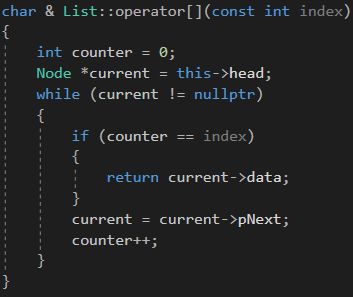 char & List::operator[](const int index)
{
    int counter = 0;
    Node *current = this->head;
    while (current != nullptr)
    {
        if (counter == index)
        {
            return current->data;
        }
        current = current->pNext;
        counter++;
    }
}